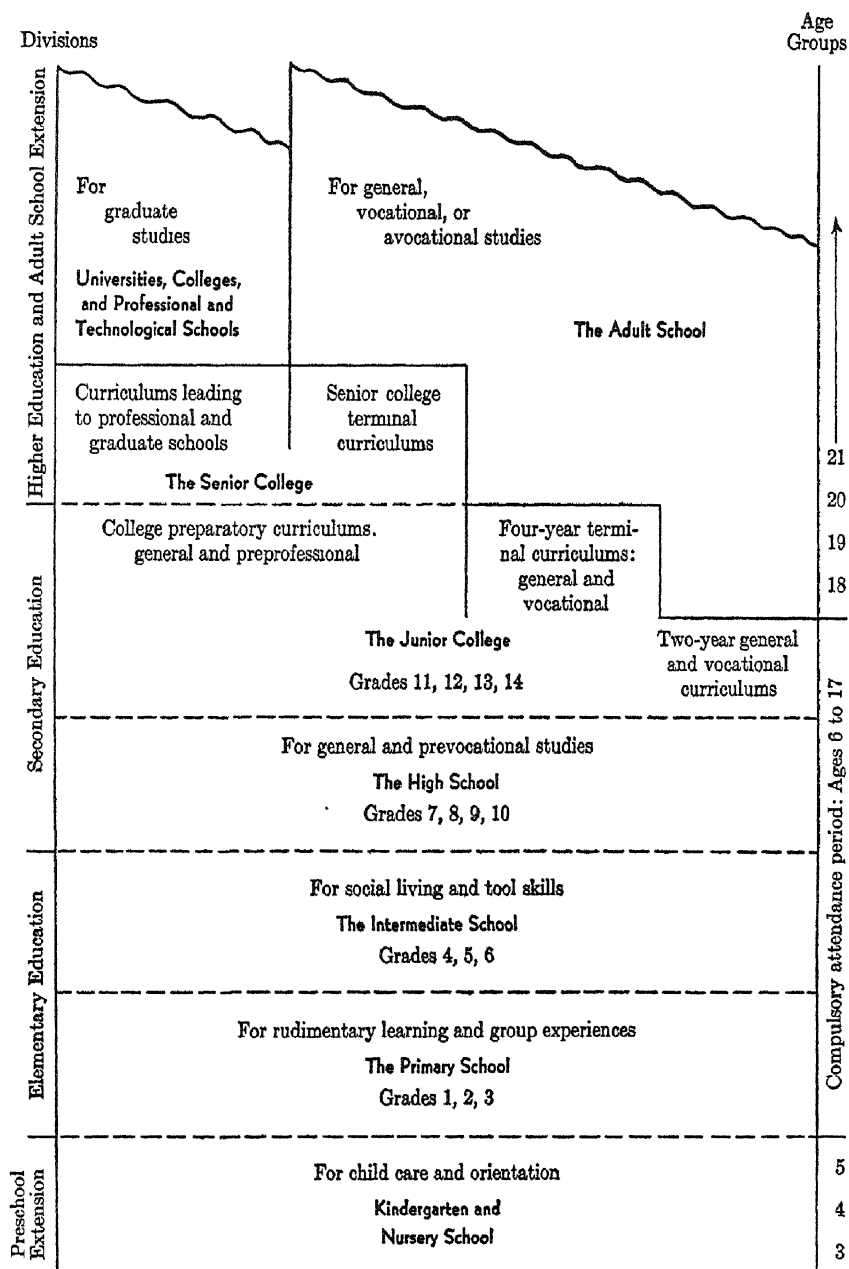 Divisions
Age
Groups
Higher Education and Adult School Extension
For
graduate
studies
Universities, Colleges,
and Professional and
Technological Schools
For general,
vocational, or
avocational studies
The Adult School
Curriculums leading
to professional and
graduate schools
Senior college
terminal
curriculums
The Senior College
21
20
19
18
Secondary Education
College preparatory curriculums.
general and preprofessional
Four-year termi-
nal curriculums:
general and
vocational
The Junior College
Grades 11, 12, 13, 14
Two-year general
and vocational
curriculums
Compulsory attendance period: Ages 6 to 17
For general and prevocational studies
The High School
Grades 7, 8, 9, 10
Elementary Education
For social living and tool skills
The Intermediate School
Grades 4, 5, 6
For rudimentary learning and group experiences
The Primary School
Grades 1, 2, 3
Preschool
Extension
For child care and orientation
Kindergarten and
Nursery School
5
4
3